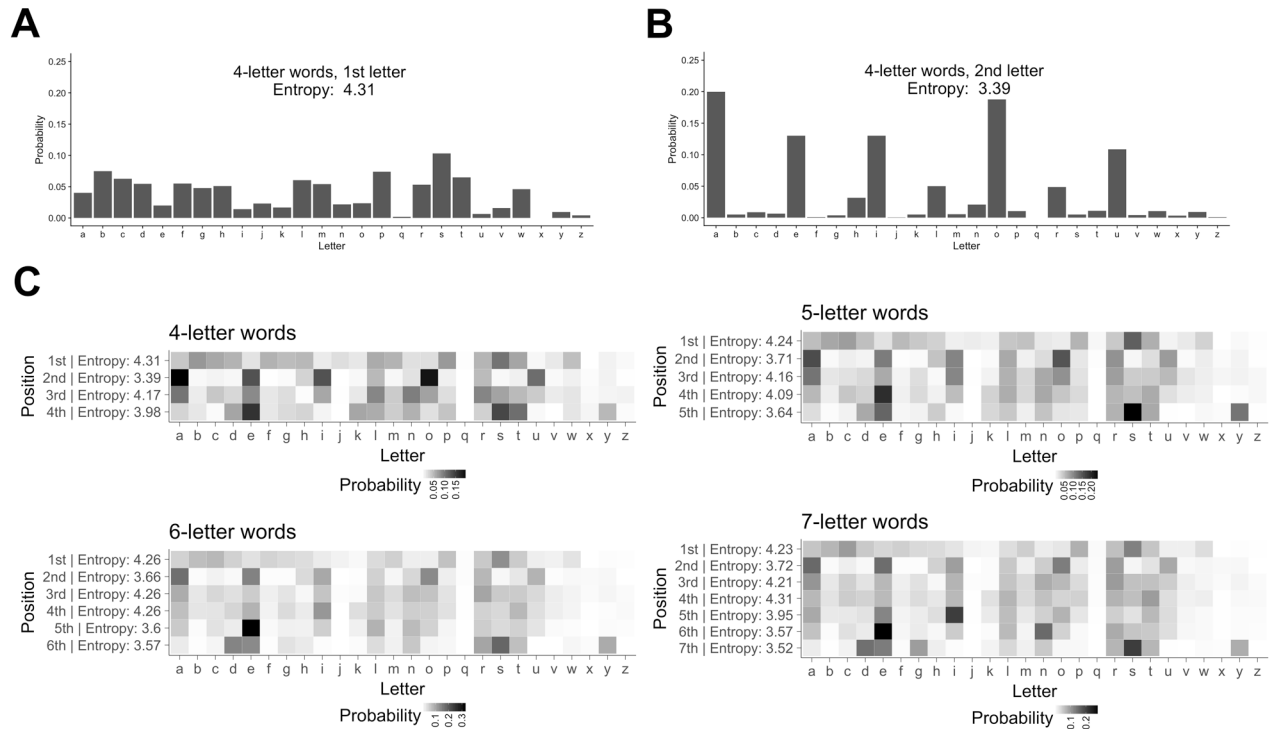 A
4-letter words, 1st letter
Entropy: 4.31
Probability
0.25
0.20
0.15
0.10
0.05
0.00
a b c d e f g h i j k l m n o p q r s t u v w x y z
Letter
B
4-letter words, 2nd letter
Entropy: 3.39
Probability
0.25
0.20
0.15
0.10
0.05
0.00
a b c d e f g h i j k l m n o p q r s t u v w x y z
Letter
C
4-letter words
Position
1st | Entropy: 4.31
2nd | Entropy: 3.39
3rd | Entropy: 4.17
4th | Entropy: 3.98
a b c d e f g h i j k l m n o p q r s t u v w x y z
Letter
Probability
0.05 0.10 0.15
5-letter words
Position
1st | Entropy: 4.24
2nd | Entropy: 3.71
3rd | Entropy: 4.16
4th | Entropy: 4.09
5th | Entropy: 3.64
a b c d e f g h i j k l m n o p q r s t u v w x y z
Letter
Probability
0.05 0.10 0.15 0.20
6-letter words
Position
1st | Entropy: 4.26
2nd | Entropy: 3.66
3rd | Entropy: 4.26
4th | Entropy: 4.26
5th | Entropy: 3.6
6th | Entropy: 3.57
a b c d e f g h i j k l m n o p q r s t u v w x y z
Letter
Probability
0.1 0.2 0.3
7-letter words
Position
1st | Entropy: 4.23
2nd | Entropy: 3.72
3rd | Entropy: 4.21
4th | Entropy: 4.31
5th | Entropy: 3.95
6th | Entropy: 3.57
7th | Entropy: 3.52
a b c d e f g h i j k l m n o p q r s t u v w x y z
Letter
Probability
0.1 0.2